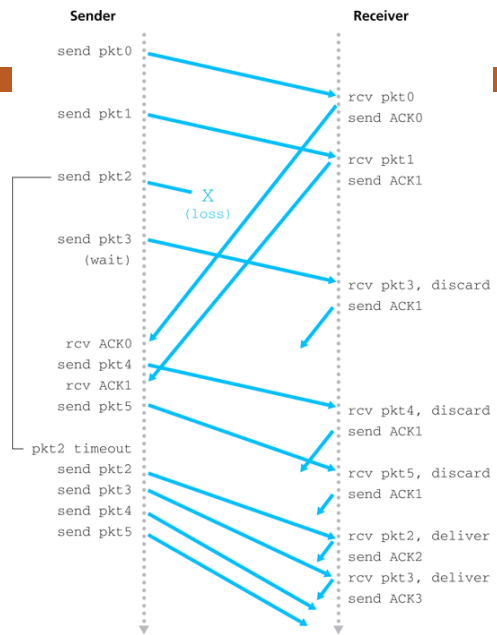 Sender
Receiver
send pkt0
rcv pkt0
send ACK0
send pkt1
rcv pkt1
send ACK1
send pkt2
X
(loss)
send pkt3
(wait)
rcv pkt3, discard
send ACK1
rcv ACK0
send pkt4
rcv ACK1
send pkt5
rcv pkt4, discard
send ACK1
pkt2 timeout
send pkt2
send pkt3
send pkt4
send pkt5
rcv pkt5, discard
send ACK1
rcv pkt2, deliver
send ACK2
rcv pkt3, deliver
send ACK3